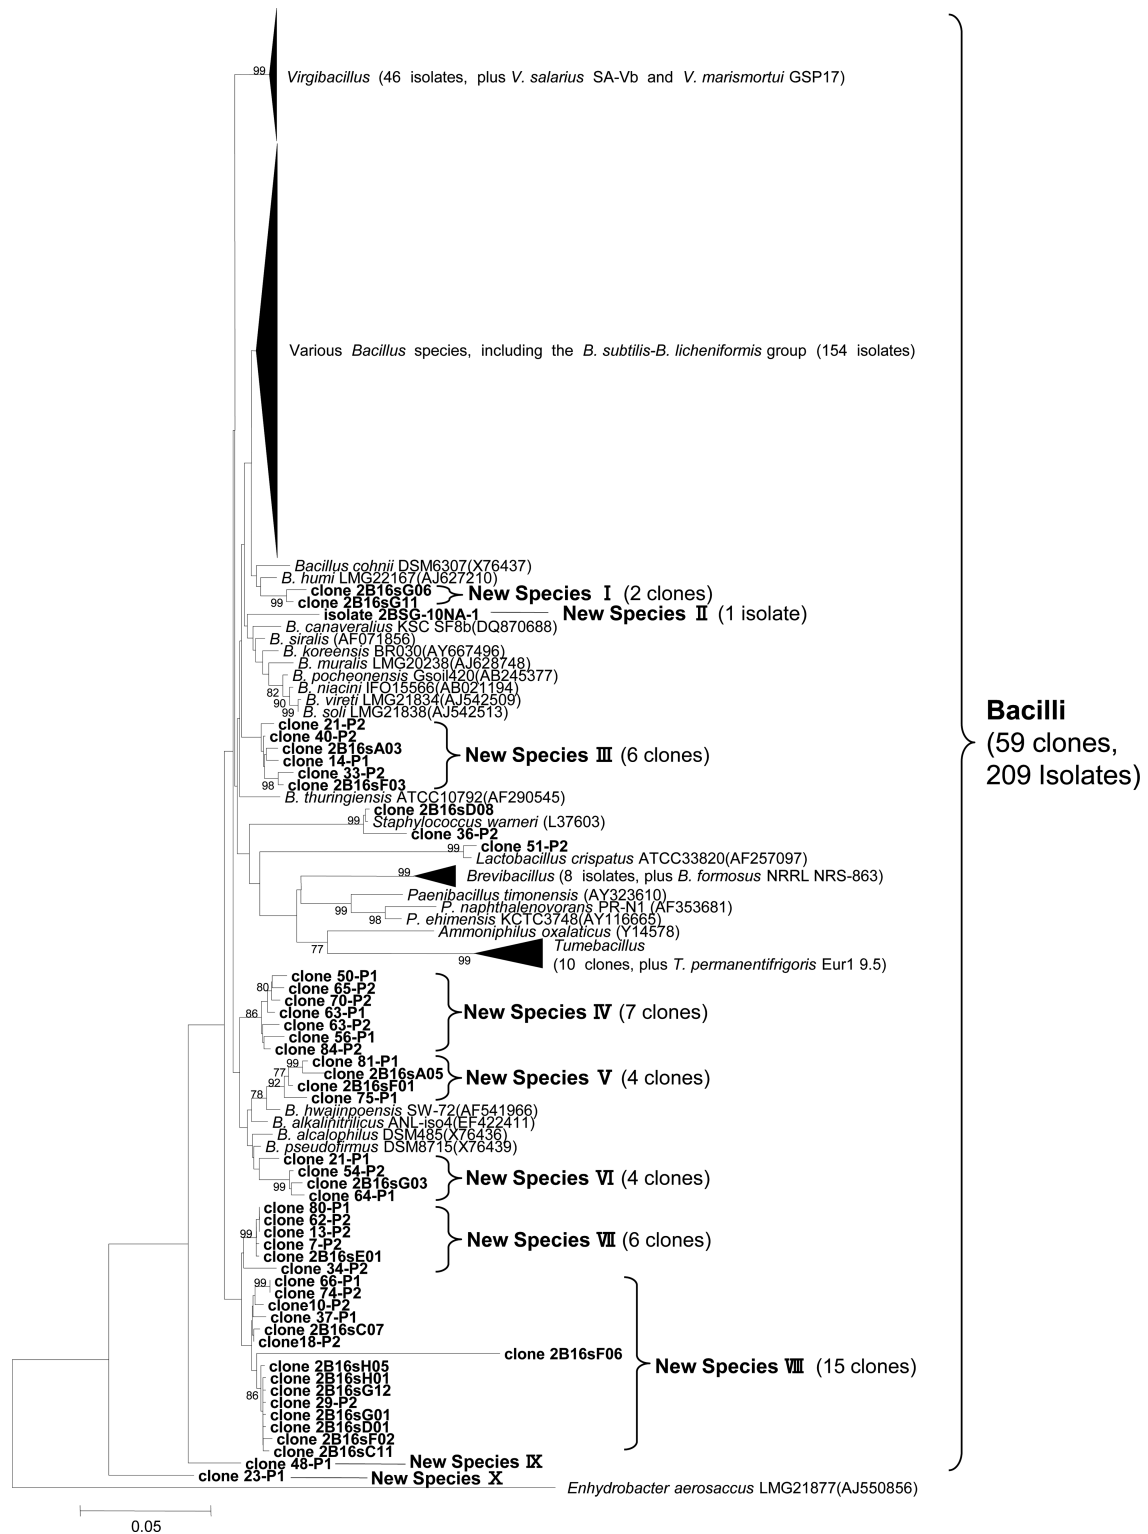 99
Virgibacillus (46 isolates, plus V. salarius SA-Vb and V. marismortui GSP17)
Various Bacillus species, including the B. subtilis-B. licheniformis group (154 isolates)
Bacillus cohnii DSM6307(X76437)
B. humi LMG22167(AJ627210)
clone 2B16sG06
New Species Ⅰ (2 clones)
99
clone 2B16sG11
isolate 2BSG-10NA-1
New Species Ⅱ (1 isolate)
B. canaveralius KSC SF8b(DQ870688)
B. siralis (AF071856)
B. koreensis BR030(AY667496)
B. muralis LMG20238(AJ628748)
B. pocheonensis Gsoil420(AB245377)
82
B. niacini IFO15566(AB021194)
90
B. vireti LMG21834(AJ542509)
99
B. soli LMG21838(AJ542513)
Bacilli
(59 clones,
209 Isolates)
clone 21-P2
clone 40-P2
clone 2B16sA03
New Species Ⅲ (6 clones)
clone 14-P1
clone 33-P2
98
clone 2B16sF03
B. thuringiensis ATCC10792(AF290545)
clone 2B16sD08
99
Staphylococcus warneri (L37603)
clone 36-P2
99
clone 51-P2
Lactobacillus crispatus ATCC33820(AF257097)
99
Brevibacillus (8 isolates, plus B. formosus NRRL NRS-863)
Paenibacillus timonensis (AY323610)
99
P. naphthalenovorans PR-N1 (AF353681)
98
P. ehimensis KCTC3748(AY116665)
Ammoniphilus oxalaticus (Y14578)
77
Tumebacillus
99
(10 clones, plus T. permanentifrigoris Eur1 9.5)
clone 50-P1
80
clone 65-P2
clone 70-P2
86
clone 63-P1
New Species Ⅳ (7 clones)
clone 63-P2
clone 56-P1
clone 84-P2
99
clone 81-P1
77
clone 2B16sA05
New Species Ⅴ (4 clones)
92
clone 2B16sF01
78
clone 75-P1
B. hwajinpoensis SW-72(AF541966)
B. alkalinitrilicus ANL-iso4(EF422411)
B. alcalophilus DSM485(X76436)
B. pseudofirmus DSM8715(X76439)
clone 21-P1
clone 54-P2
New Species Ⅵ (4 clones)
99
clone 2B16sG03
clone 64-P1
clone 80-P1
clone 62-P2
99
clone 13-P2
New Species Ⅶ (6 clones)
clone 7-P2
clone 2B16sE01
clone 34-P2
99
clone 66-P1
clone 74-P2
clone10-P2
clone 37-P1
clone 2B16sC07
clone18-P2
clone 2B16sF06
New Species Ⅷ (15 clones)
clone 2B16sH05
clone 2B16sH01
86
clone 2B16sG12
clone 29-P2
clone 2B16sG01
clone 2B16sD01
clone 2B16sF02
clone 2B16sC11
clone 48-P1
New Species Ⅸ
clone 23-P1
New Species Ⅹ
Enhydrobacter aerosaccus LMG21877(AJ550856)
0.05